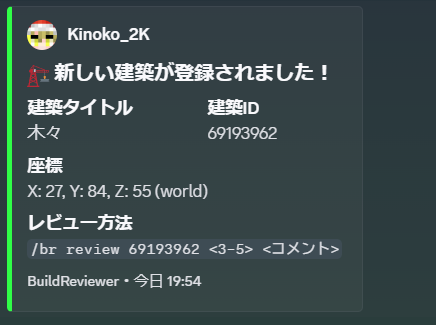 Kinoko_2K
新しい建築が登録されました！
建築タイトル 建築ID
木々 69193962
座標
X: 27, Y: 84, Z: 55 (world)
レビュー方法
/br review 69193962 <3-5> <コメント>
BuildReviewer・今日 19:54